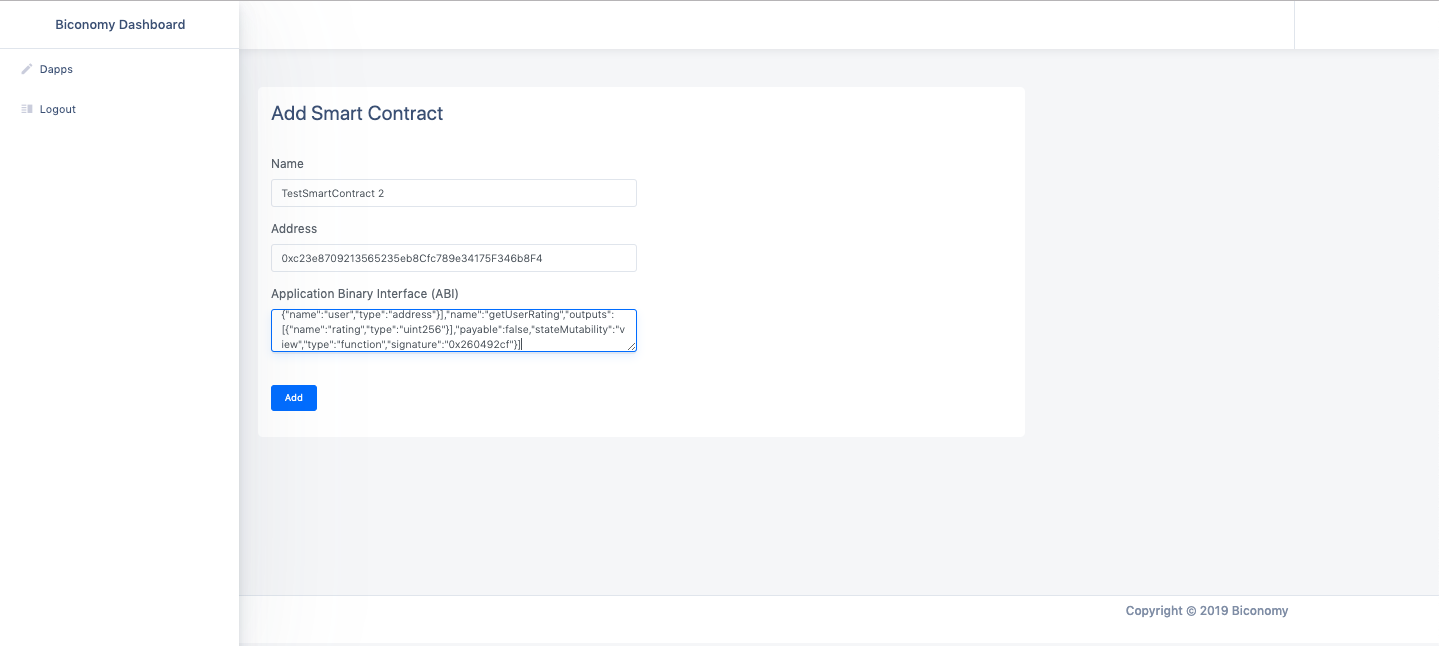 Biconomy Dashboard
Dapps
Logout
Add Smart Contract
Name
TestSmartContract 2
Address
0xc23e8709213565235eb8Cfc789e34175F346b8F4
Application Binary Interface (ABI)
{"name":"user","type":"address"}],"name":"getUserRating","outputs":
[{"name":"rating","type":"uint256"}],"payable":false,"stateMutability":"v
iew","type":"function","signature":"0x260492cf"}]
Add
Copyright © 2019 Biconomy